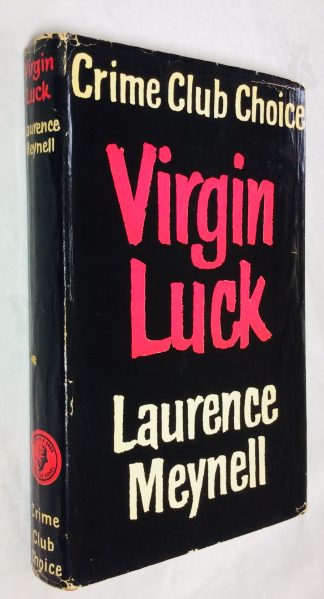 Crime Club Choice
Virgin
Luck
Laurence
Meynell
Virgin
Luck
Laurence
Meynell
Crime
Club
Choice